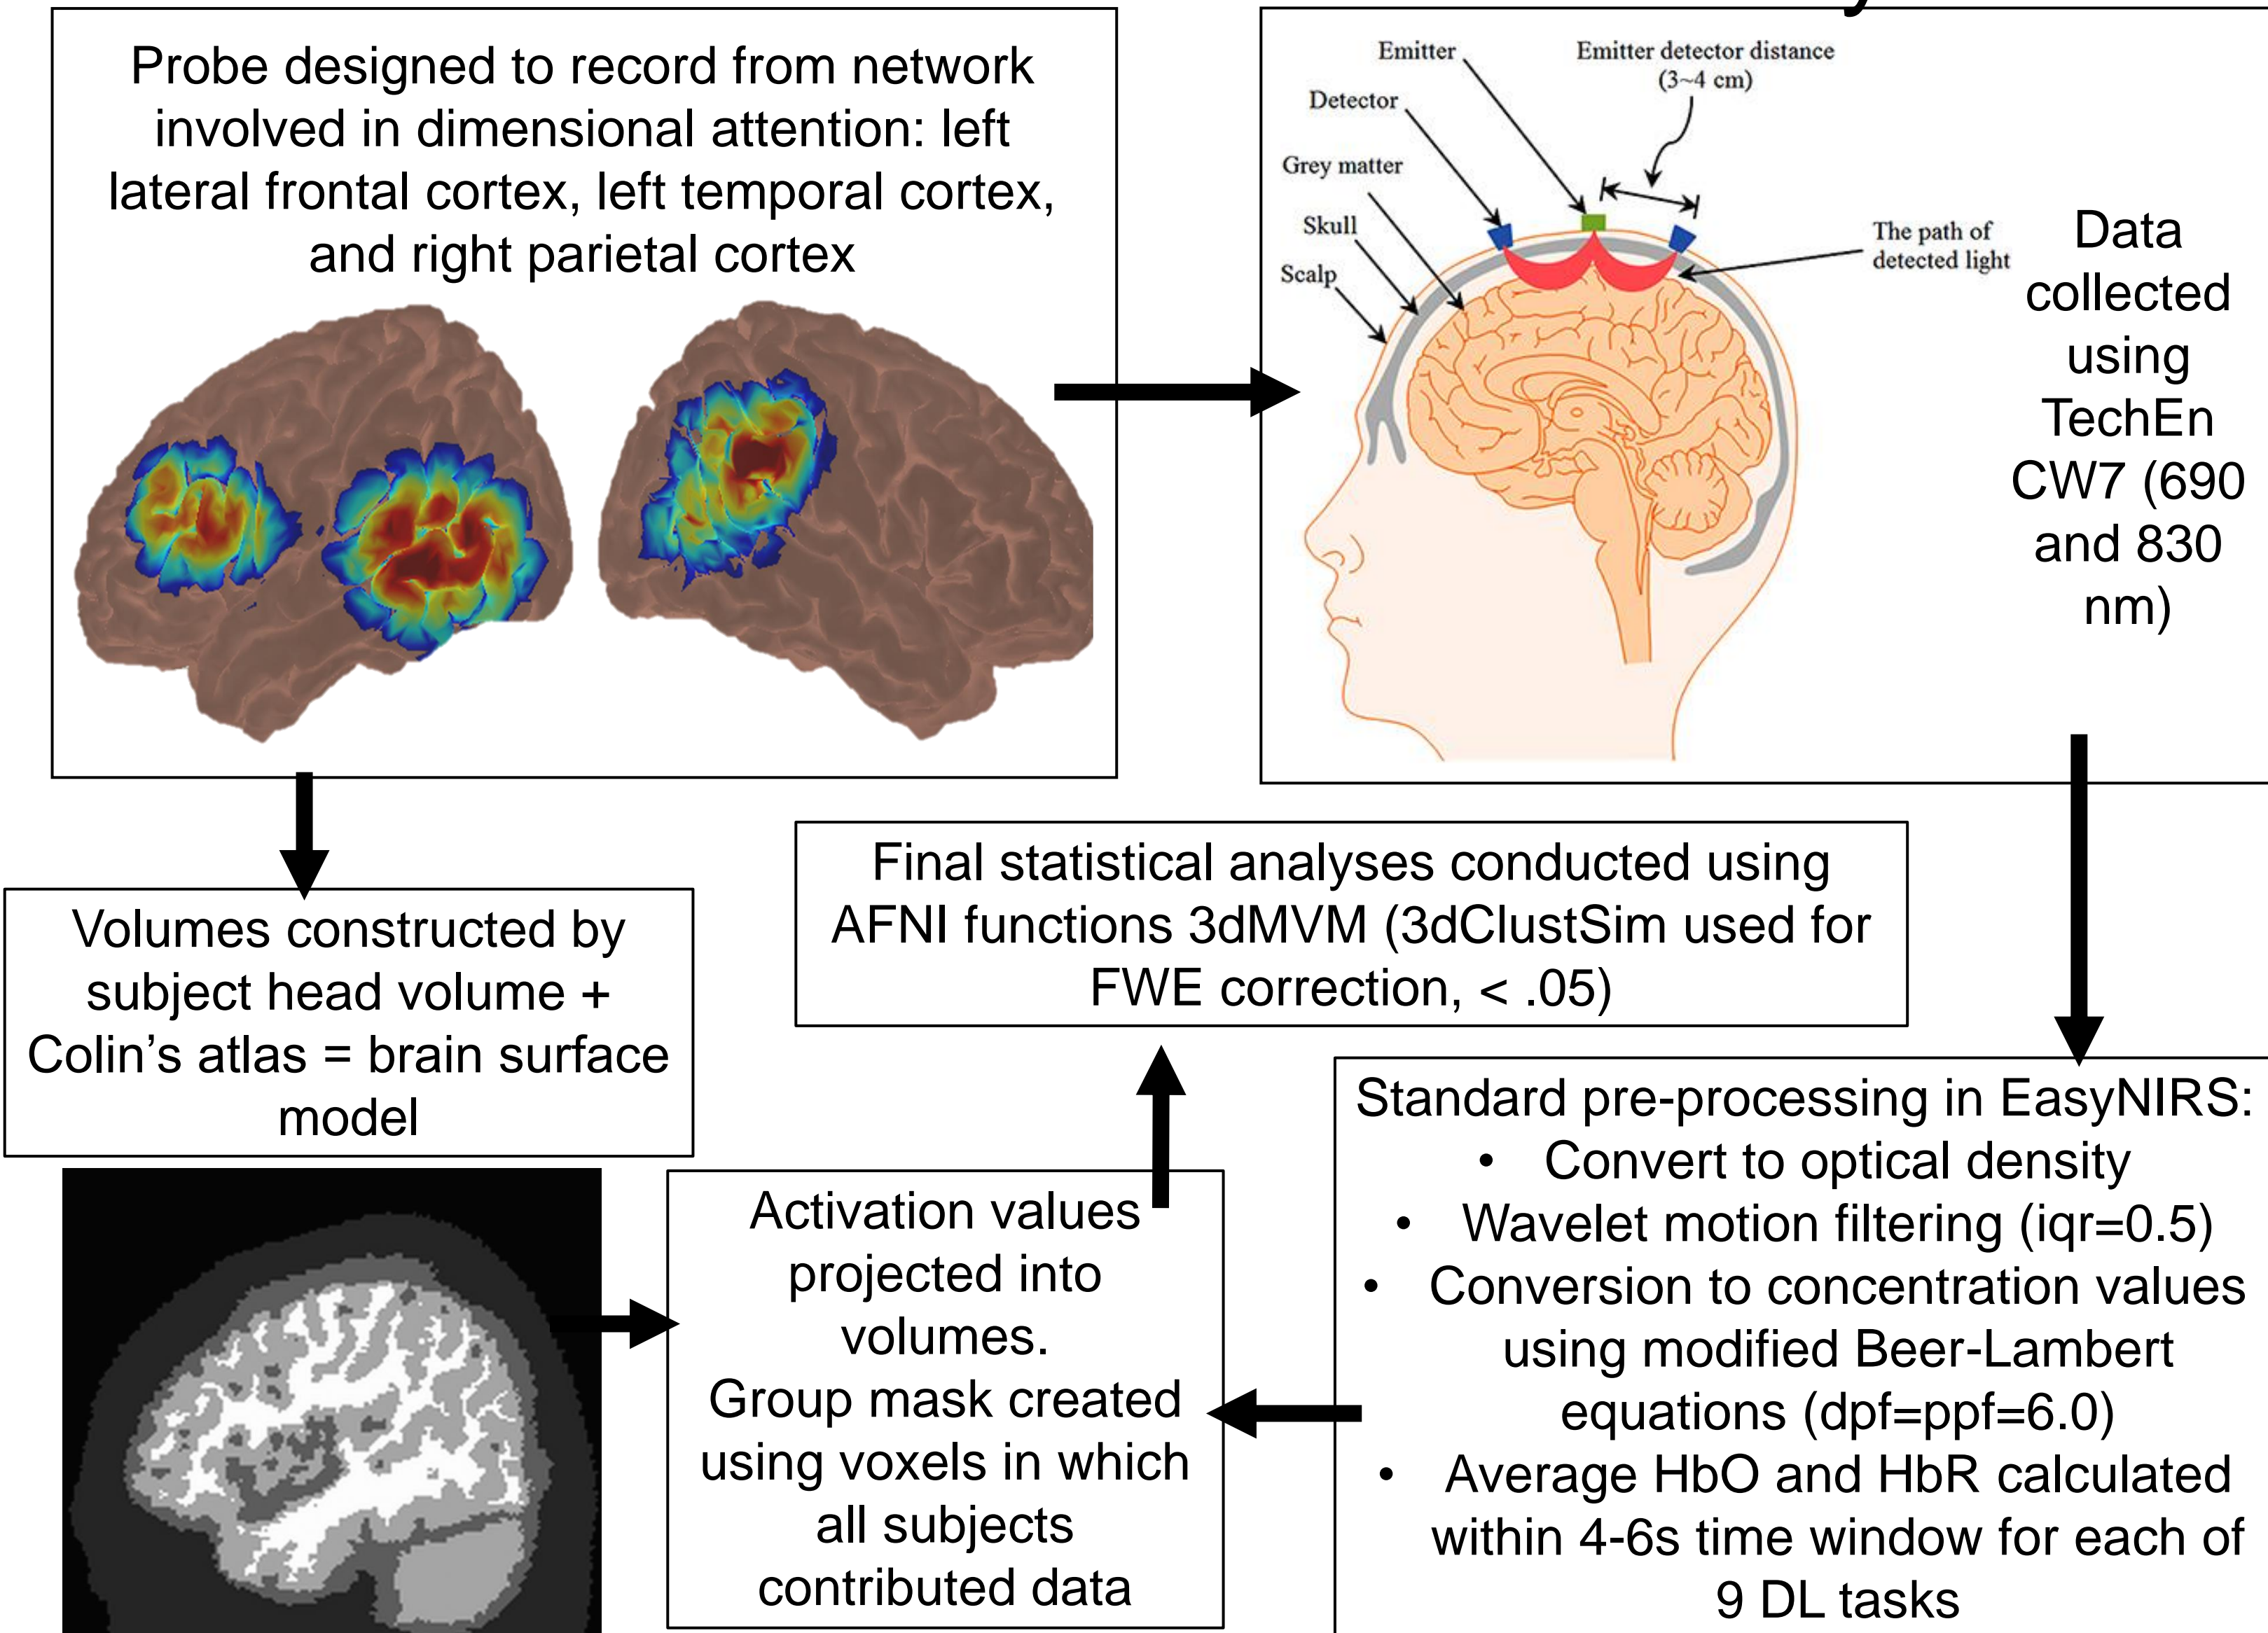 Probe designed to record from network
involved in dimensional attention: left
lateral frontal cortex, left temporal cortex,
and right parietal cortex
Emitter
Emitter detector distance
(3~4 cm)
Detector
Grey matter
Skull
Scalp
The path of
detected light
Data
collected
using
TechEn
CW7 (690
and 830
nm)
Final statistical analyses conducted using
AFNI functions 3dMVM (3dClustSim used for
FWE correction, < .05)
Volumes constructed by
subject head volume +
Colin’s atlas = brain surface
model
Activation values
projected into
volumes.
Group mask created
using voxels in which
all subjects
contributed data
Standard pre-processing in EasyNIRS:
• Convert to optical density
• Wavelet motion filtering (iqr=0.5)
• Conversion to concentration values
using modified Beer-Lambert
equations (dpf=ppf=6.0)
• Average HbO and HbR calculated
within 4-6s time window for each of
9 DL tasks